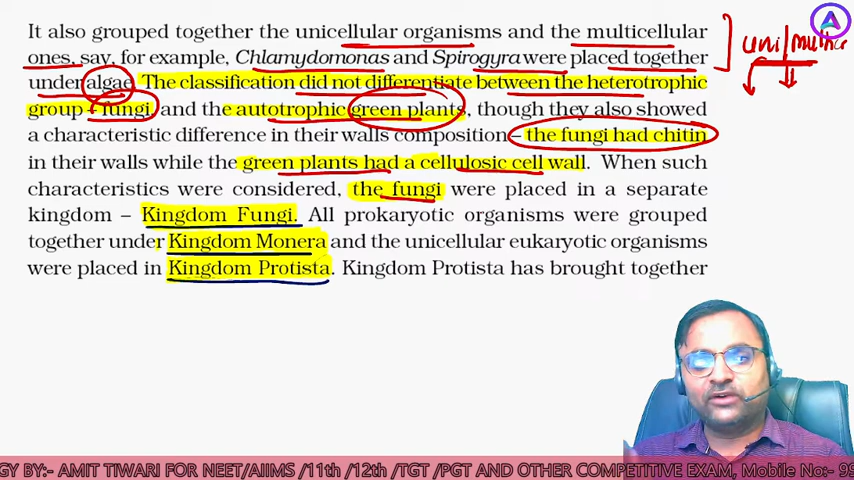 It also grouped together the unicellular organisms and the multicellular
ones, say, for example, Chlamydomonas and Spirogyra were placed together
under algae. The classification did not differentiate between the heterotrophic
group - fungi, and the autotrophic green plants, though they also showed
a characteristic difference in their walls composition – the fungi had chitin
in their walls while the green plants had a cellulosic cell wall. When such
characteristics were considered, the fungi were placed in a separate
kingdom – Kingdom Fungi. All prokaryotic organisms were grouped
together under Kingdom Monera and the unicellular eukaryotic organisms
were placed in Kingdom Protista. Kingdom Protista has brought together
uni
GY BY:- AMIT TIWARI FOR NEET/AIIMS /11th /12th /TGT /PGT AND OTHER COMPETITIVE EXAM, Mobile No:- 99